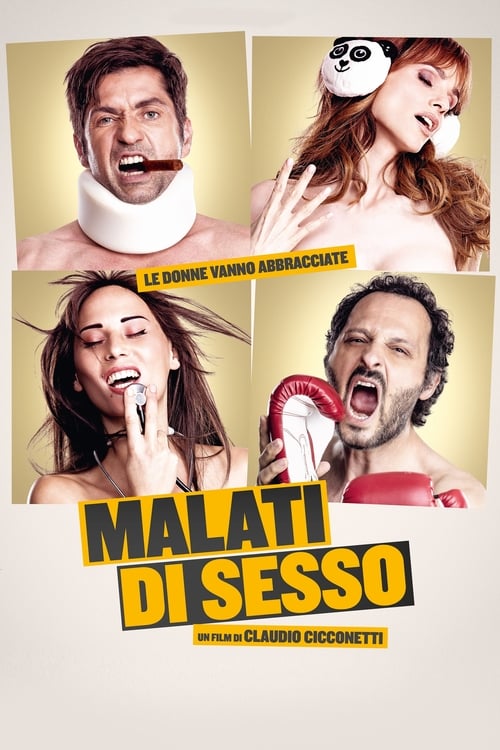 LE DONNE VANNO ABBRACCIATE
MALATI
DI SESSO
UN FILM DI CLAUDIO CICCONETTI